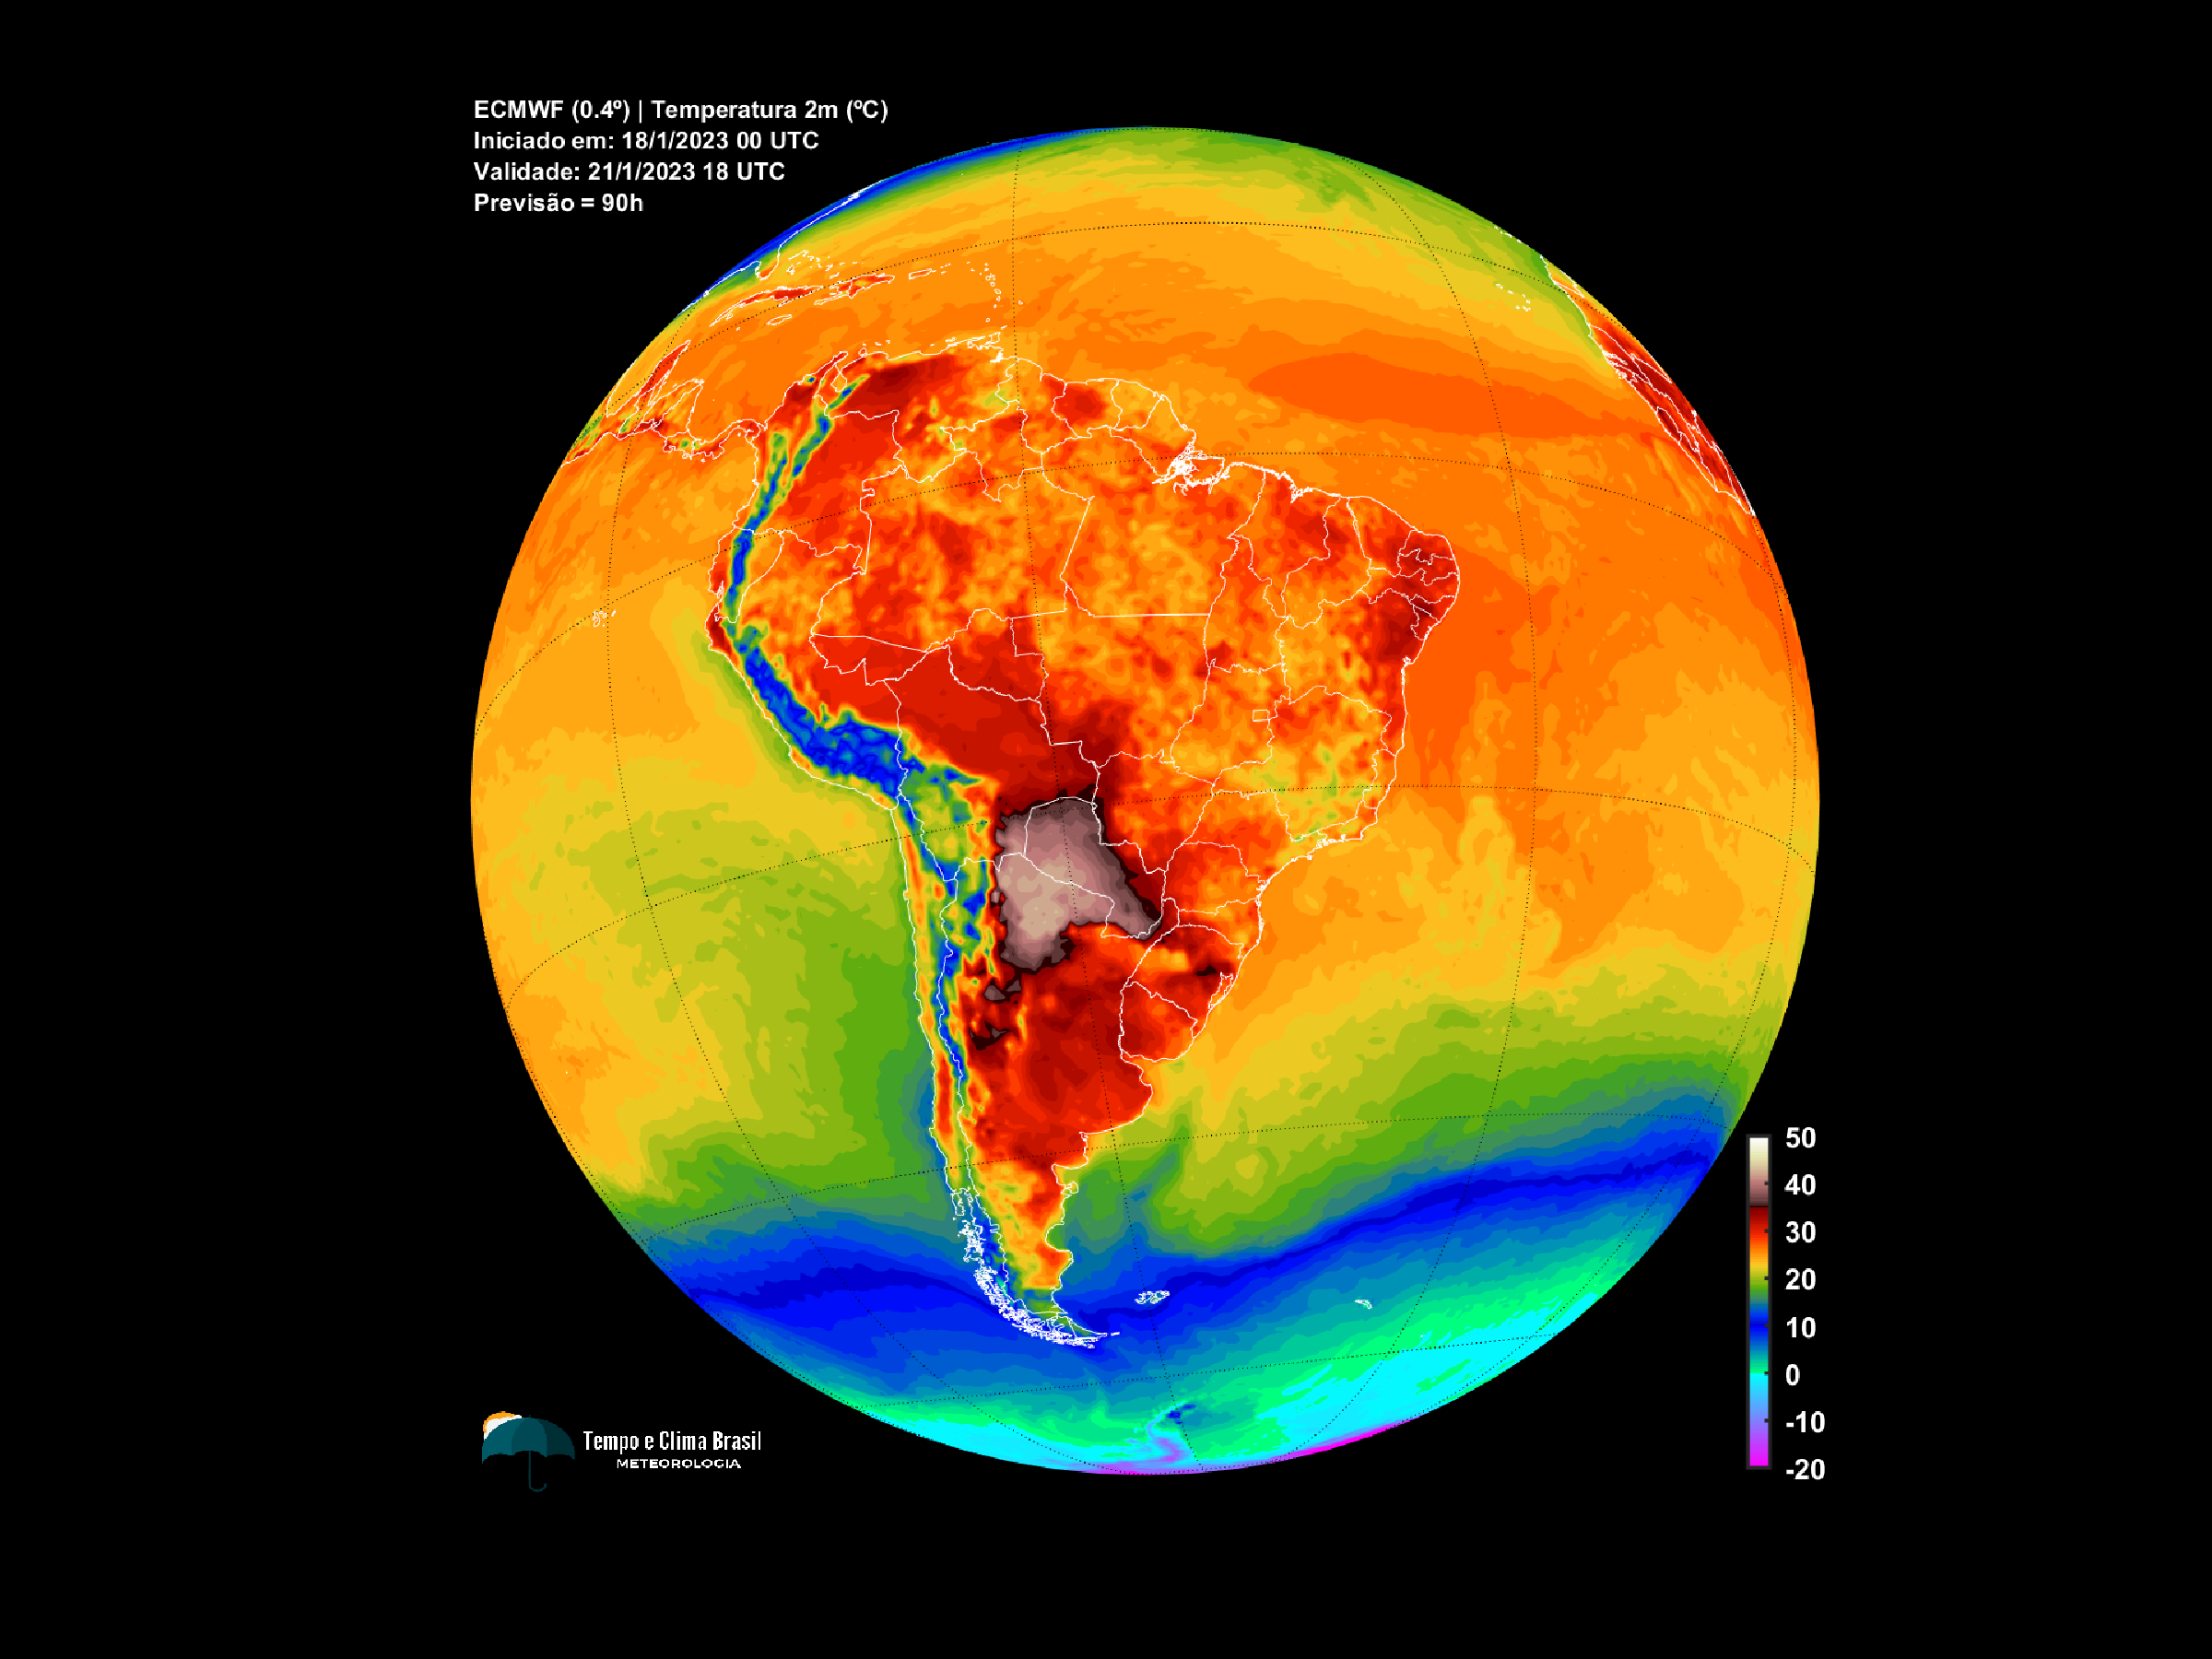 ECMWF (0.4º) | Temperatura 2m (ºC)
Iniciado em: 18/1/2023 00 UTC
Validade: 21/1/2023 18 UTC
Previsão = 90h
50
40
30
20
10
0
-10
-20
Tempo e Clima Brasil
METEOROLOGIA